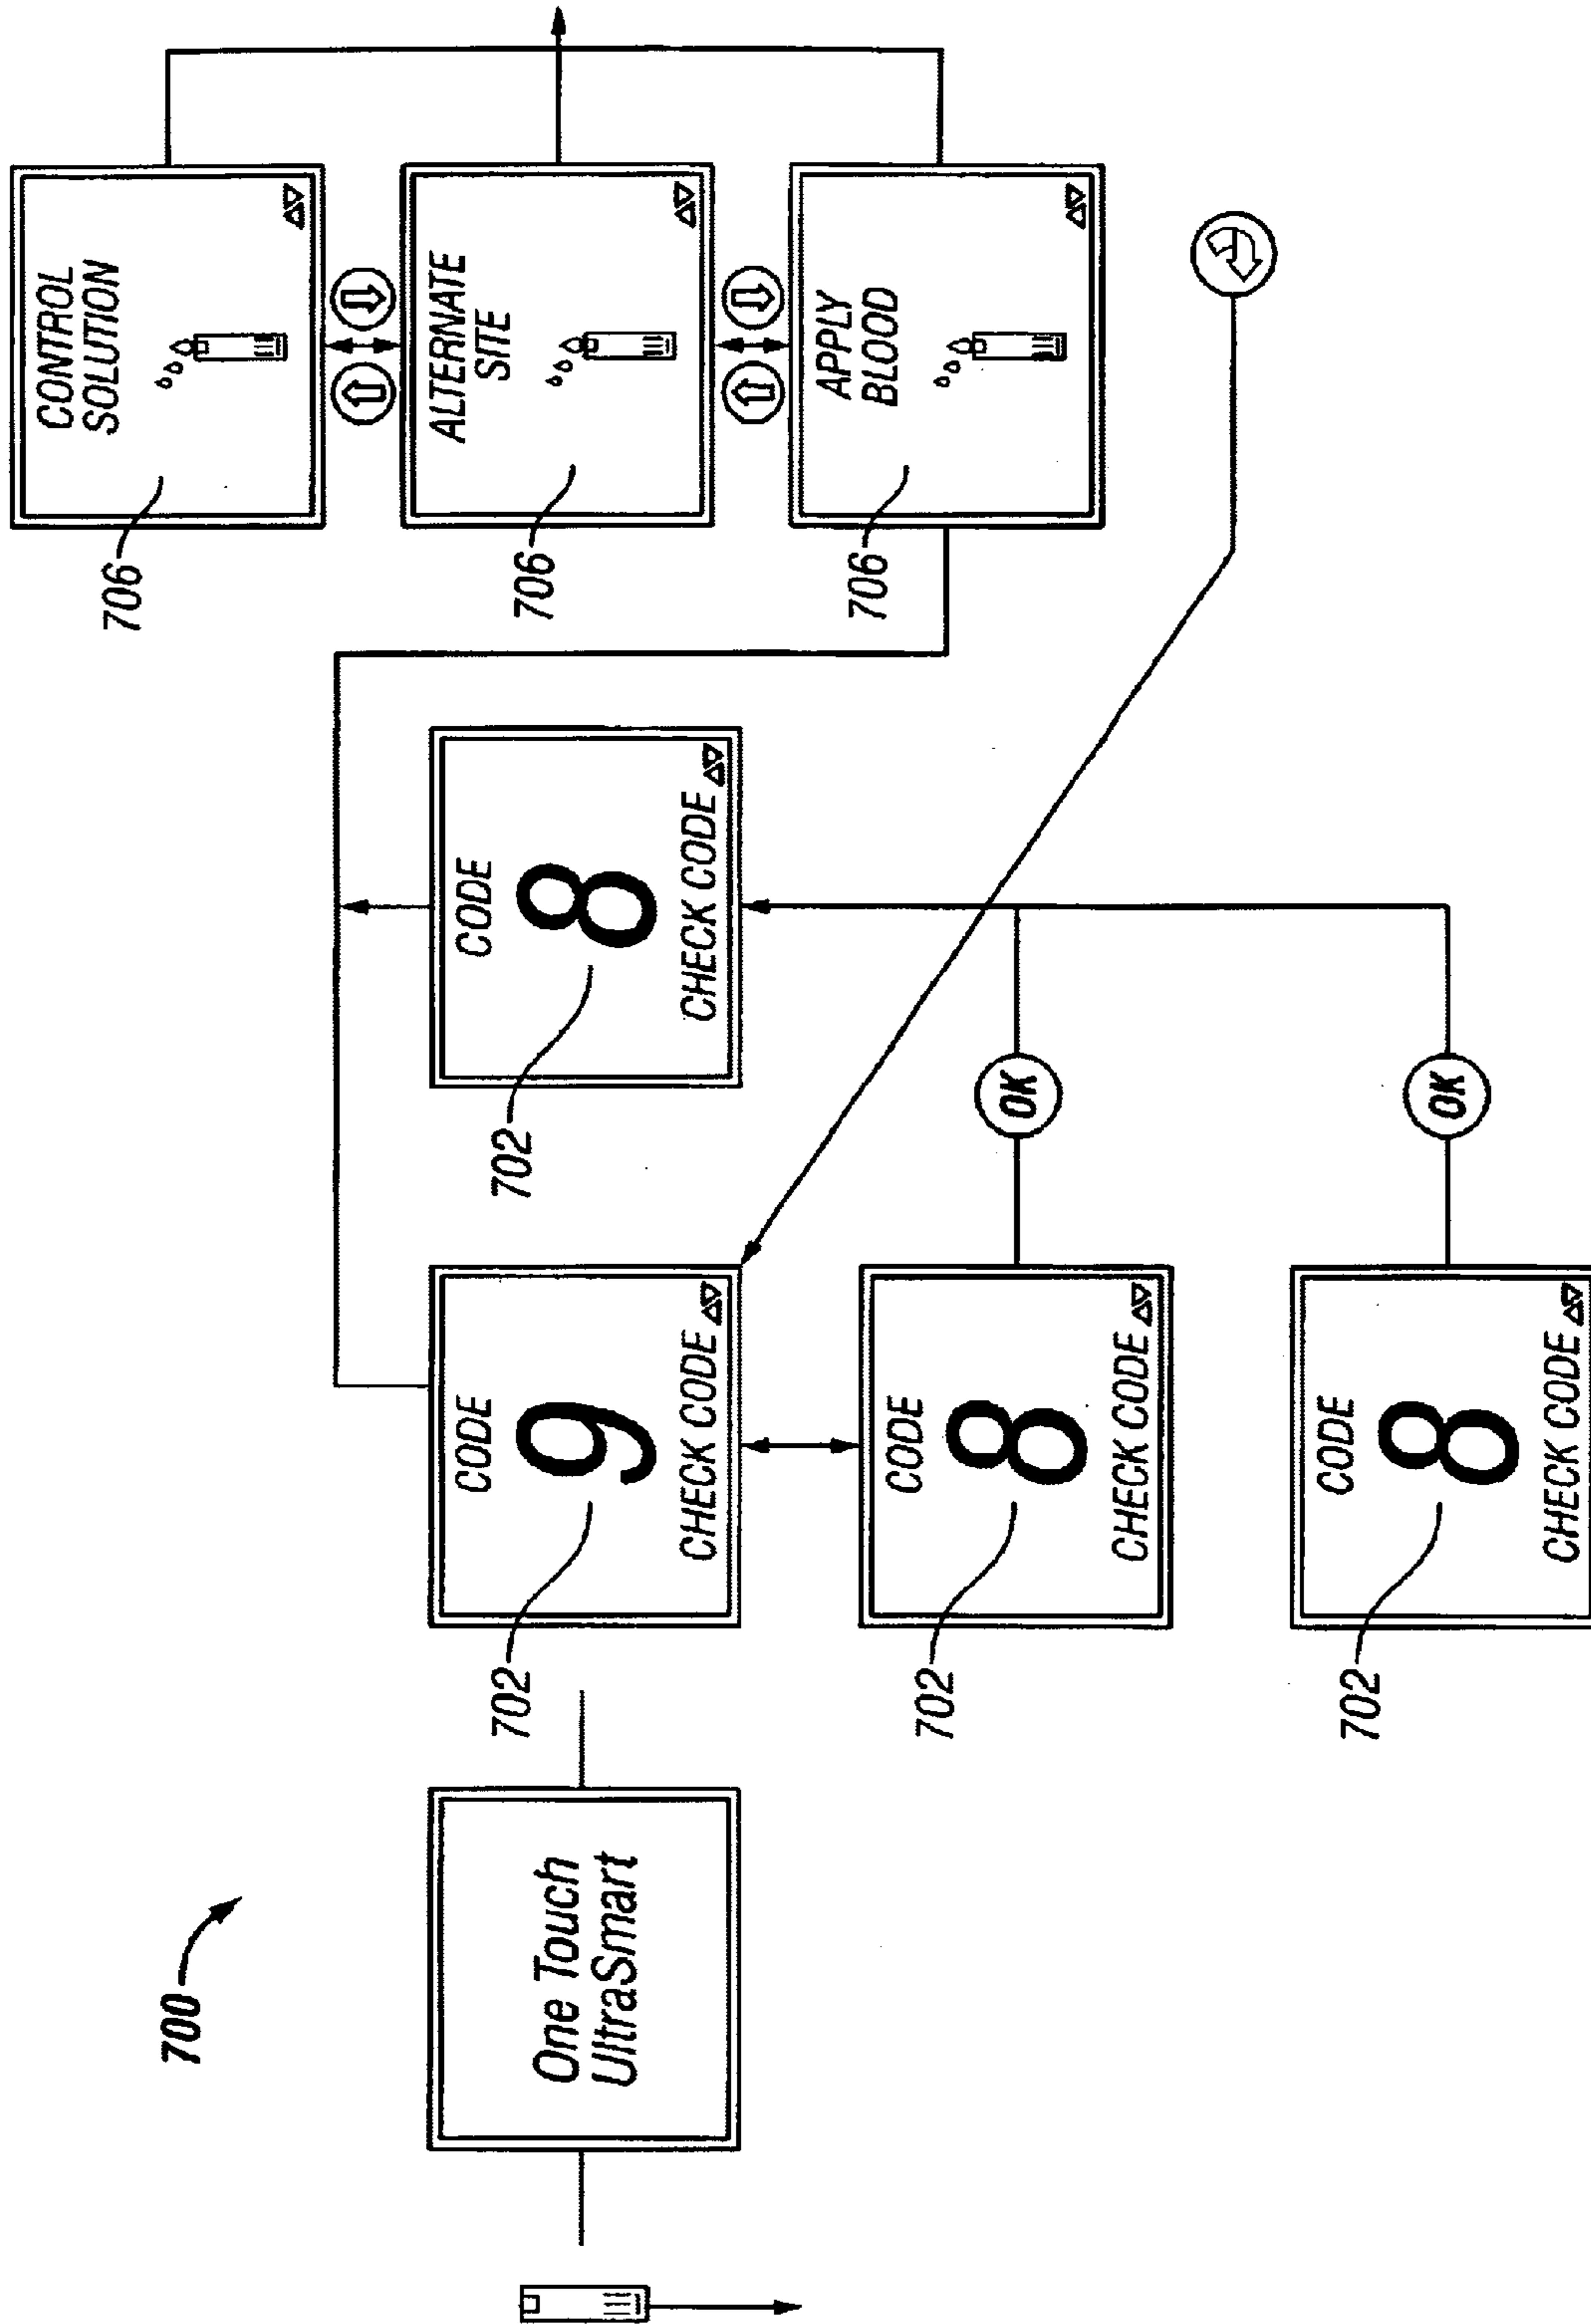 700
One Touch
UltraSmart
CODE
9
CHECK CODE
702
CODE
8
CHECK CODE
702
CODE
8
CHECK CODE
702
OK
OK
CODE
8
CHECK CODE
702
CONTROL
SOLUTION
706
ALTERNATE
SITE
706
APPLY
BLOOD
706